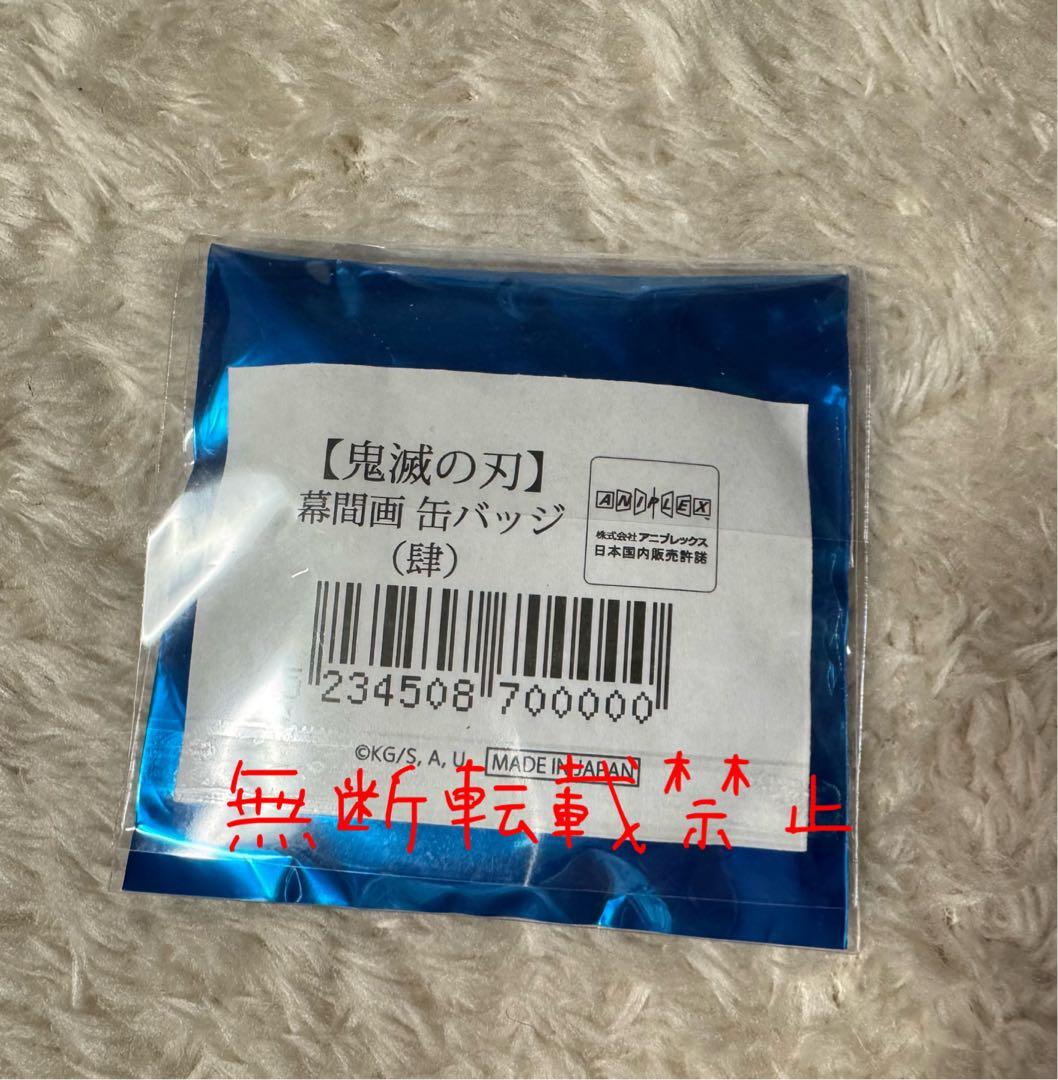 【鬼滅の刃】
幕間画 缶バッジ
(肆)
ANIPLEX
株式会社アニプレックス
日本国内販売許諾
5 234508 700000
©KG/S, A, U. MADE IN JAPAN
無断転載禁止